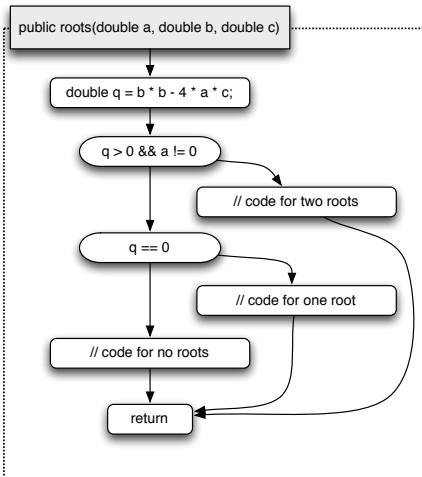 public roots(double a, double b, double c)
double q = b * b - 4 * a * c;
q > 0 && a != 0
// code for two roots
q == 0
// code for one root
// code for no roots
return